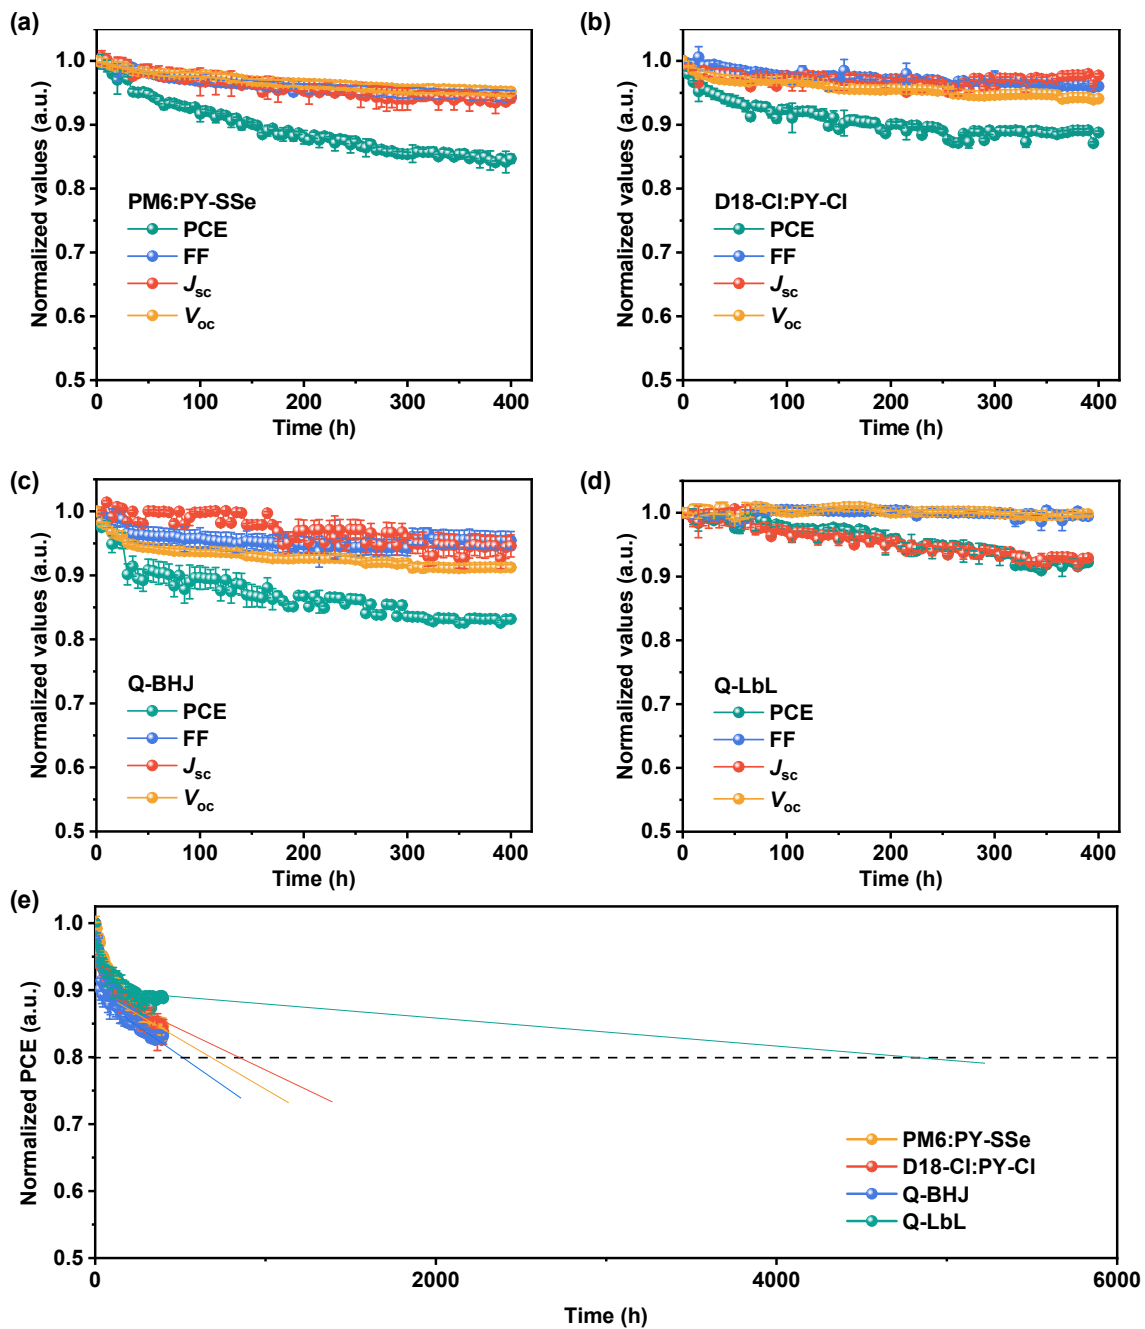 (a)
Normalized values (a.u.)
1.0
0.9
0.8
0.7
0.6
0.5
PM6:PY-SSe
PCE
FF
Jsc
Voc
0 100 200 300 400
Time (h)
(b)
Normalized values (a.u.)
1.0
0.9
0.8
0.7
0.6
0.5
D18-Cl:PY-Cl
PCE
FF
Jsc
Voc
0 100 200 300 400
Time (h)
(c)
Normalized values (a.u.)
1.0
0.9
0.8
0.7
0.6
0.5
Q-BHJ
PCE
FF
Jsc
Voc
0 100 200 300 400
Time (h)
(d)
Normalized values (a.u.)
1.0
0.9
0.8
0.7
0.6
0.5
Q-LbL
PCE
FF
Jsc
Voc
0 100 200 300 400
Time (h)
(e)
Normalized PCE (a.u.)
1.0
0.9
0.8
0.7
0.6
0.5
PM6:PY-SSe
D18-Cl:PY-Cl
Q-BHJ
Q-LbL
0 2000 4000 6000
Time (h)